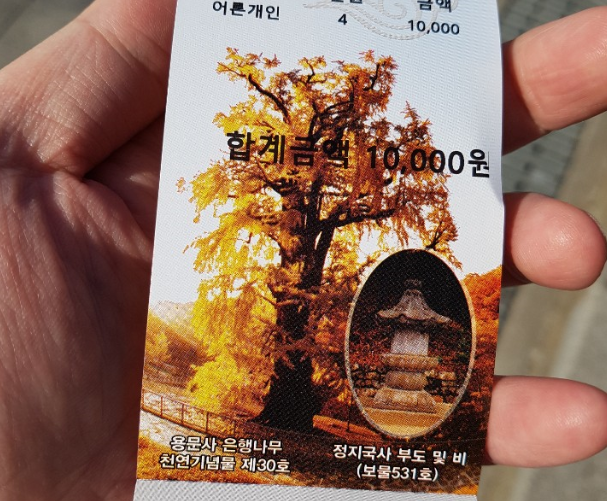 금액
어른개인 4 10,000
합계금액 10,000원
용문사 은행나무
천연기념물 제30호
정지국사 부도 및 비
(보물531호)